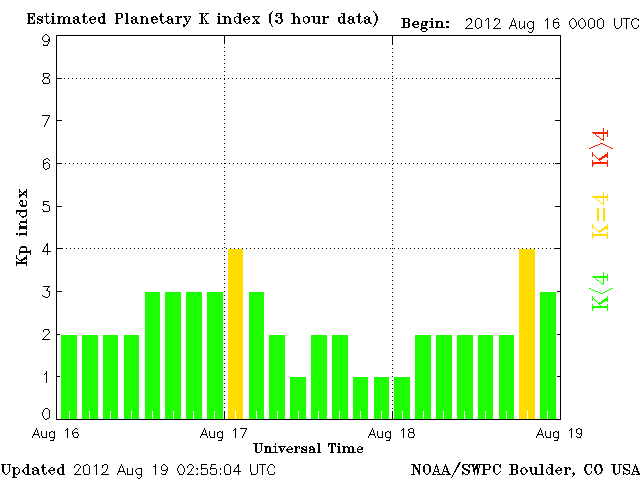 Estimated Planetary K index (3 hour data) Begin: 2012 Aug 16 0000 UTC
9
8
7
6
5
4
3
2
1
0
Kp index
K>4
K=4
K<4
Aug 16 Aug 17 Aug 18 Aug 19
Universal Time
Updated 2012 Aug 19 02:55:04 UTC NOAA/SWPC Boulder, CO USA